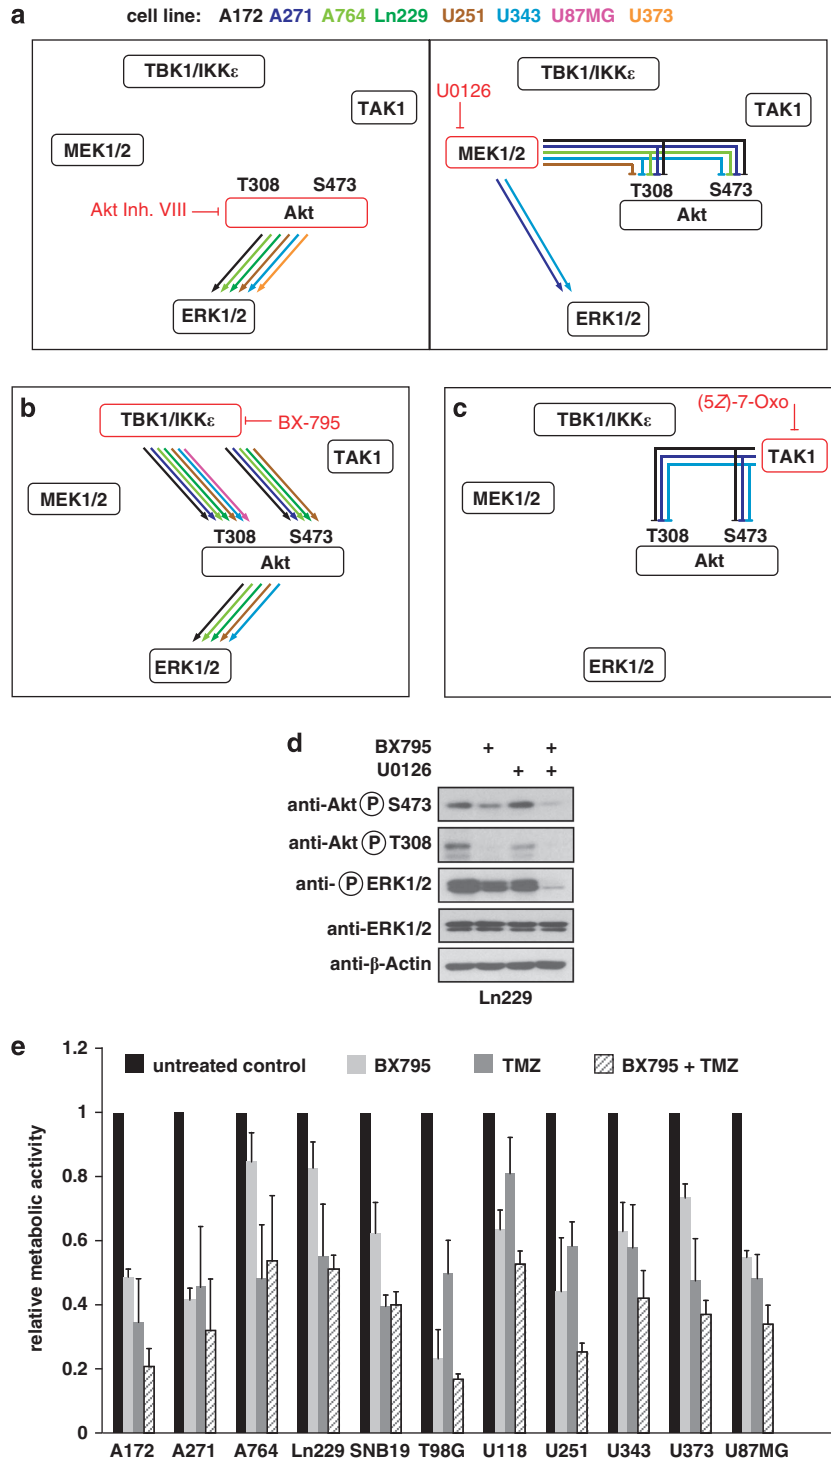 a cell line: A172 A271 A764 Ln229 U251 U343 U87MG U373
TBK1/IKKε
TAK1
MEK1/2
T308 S473
Akt Inh. VIII
Akt
ERK1/2
TBK1/IKKε
U0126
TAK1
MEK1/2
T308 S473
Akt
ERK1/2
b
TBK1/IKKε
BX-795
TAK1
MEK1/2
T308 S473
Akt
ERK1/2
c
(5Z)-7-Oxo
TBK1/IKKε
TAK1
MEK1/2
T308 S473
Akt
ERK1/2
d
BX795 + +
U0126 + +
anti-Akt P S473
anti-Akt P T308
anti- P ERK1/2
anti-ERK1/2
anti-β-Actin
Ln229
e
untreated control BX795 TMZ BX795 + TMZ
relative metabolic activity
1.2
1
0.8
0.6
0.4
0.2
0
A172 A271 A764 Ln229 SNB19 T98G U118 U251 U343 U373 U87MG